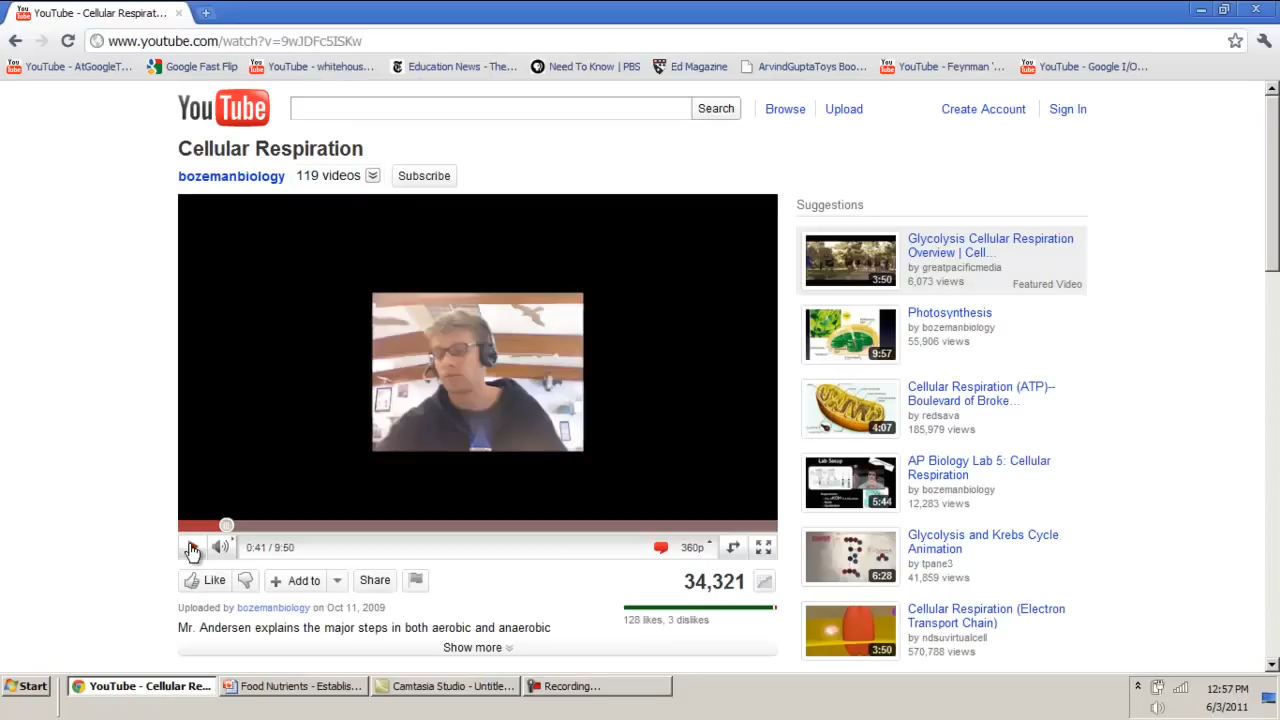 YouTube - Cellular Respirat...
www.youtube.com/watch?v=9wJDFc5ISKw
YouTube - AtGoogleT...
Google Fast Flip
YouTube - whitehous...
Education News - The...
Need To Know | PBS
Ed Magazine
ArvindGuptaToys Boo...
YouTube - Feynman '...
YouTube - Google I/O...
YouTube
Search
Browse
Upload
Create Account
Sign In
Cellular Respiration
bozemanbiology 119 videos
Subscribe
0:41 / 9:50
360p
Like
Add to
Share
34,321
Uploaded by bozemanbiology on Oct 11, 2009
128 likes, 3 dislikes
Mr. Andersen explains the major steps in both aerobic and anaerobic
Show more
Suggestions
3:50
Glycolysis Cellular Respiration
Overview | Cell...
by greatpacificmedia
6,073 views
Featured Video
9:57
Photosynthesis
by bozemanbiology
55,906 views
4:07
Cellular Respiration (ATP)--
Boulevard of Broke...
by redsava
185,979 views
Lab Setup
5:44
AP Biology Lab 5: Cellular
Respiration
by bozemanbiology
12,283 views
6:28
Glycolysis and Krebs Cycle
Animation
by tpane3
41,859 views
3:50
Cellular Respiration (Electron
Transport Chain)
by ndsuvirtualcell
570,788 views
Start
YouTube - Cellular Re...
Food Nutrients - Establis...
Camtasia Studio - Untitle...
Recording...
12:57 PM
6/3/2011